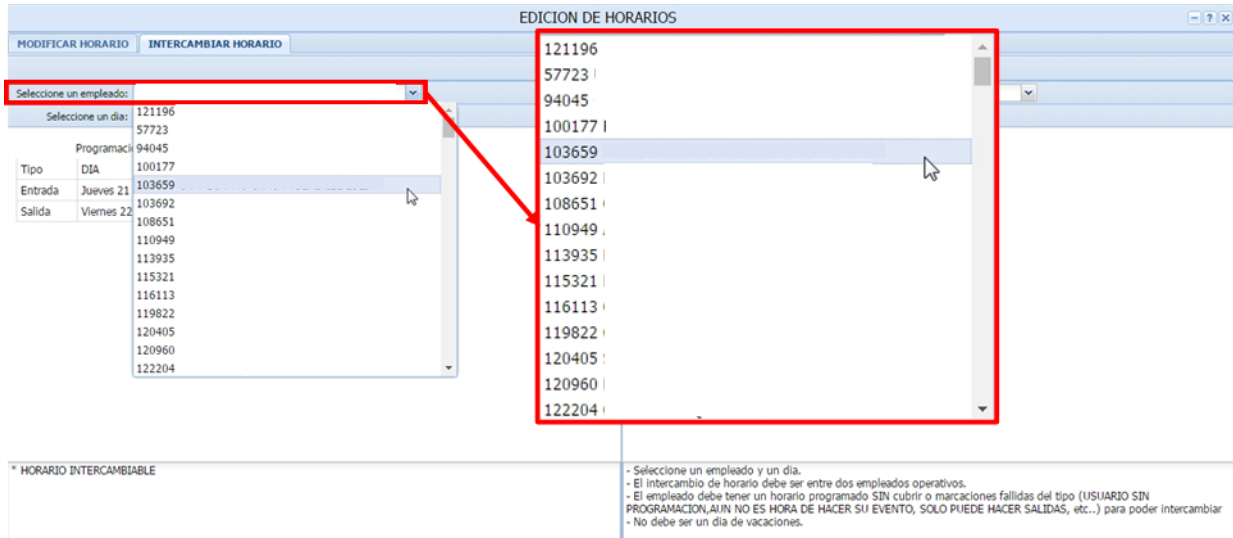 EDICION DE HORARIOS
MODIFICAR HORARIO INTERCAMBIAR HORARIO
Seleccione un empleado:
Seleccione un dia:
121196
57723
94045
100177
103659
103692
108651
110949
113935
115321
116113
119822
120405
120960
122204
Programaci
Tipo DIA
Entrada Jueves 21
Salida Viernes 22
121196
57723
94045
100177
103659
103692
108651
110949
113935
115321
116113
119822
120405
120960
122204
* HORARIO INTERCAMBIABLE
- Seleccione un empleado y un dia.
- El intercambio de horario debe ser entre dos empleados operativos.
- El empleado debe tener un horario programado SIN cubrir o marcaciones fallidas del tipo (USUARIO SIN
PROGRAMACION,AUN NO ES HORA DE HACER SU EVENTO, SOLO PUEDE HACER SALIDAS, etc..) para poder intercambiar
- No debe ser un dia de vacaciones.